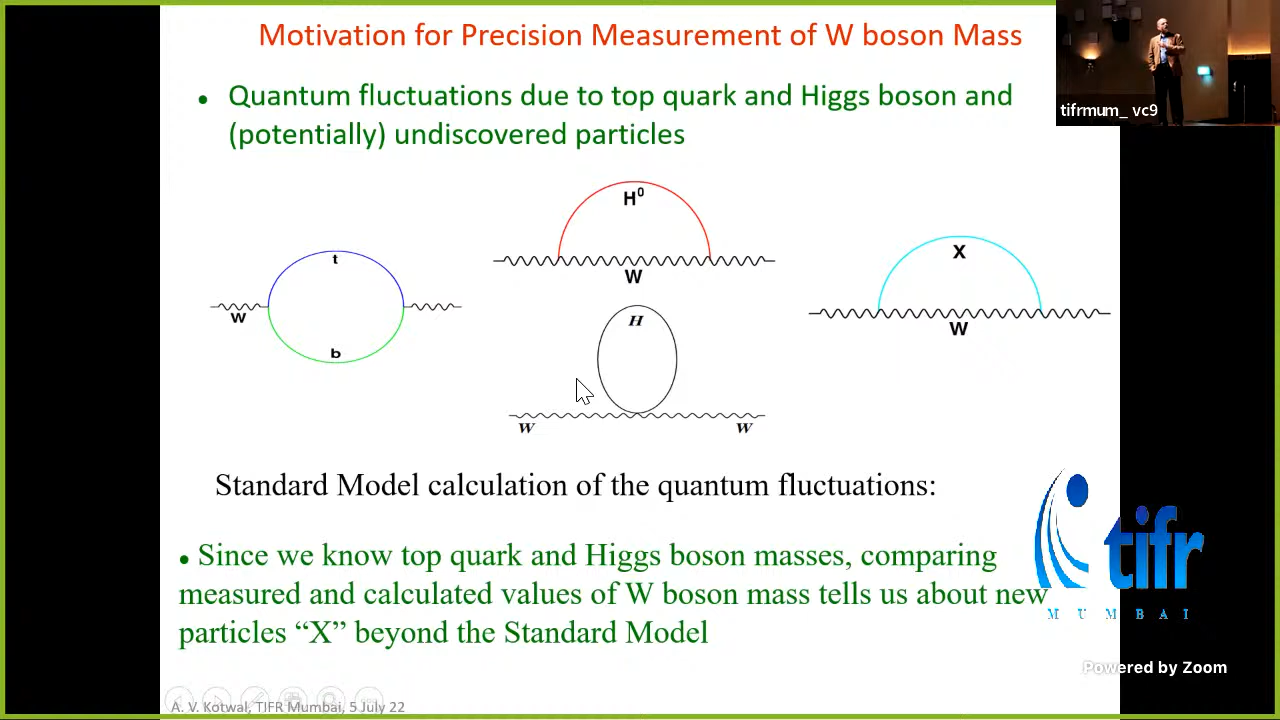 Motivation for Precision Measurement of W boson Mass
tifrmum_ vc9
• Quantum fluctuations due to top quark and Higgs boson and
(potentially) undiscovered particles
t
W
b
H⁰
W
H
W W
X
W
Standard Model calculation of the quantum fluctuations:
• Since we know top quark and Higgs boson masses, comparing
measured and calculated values of W boson mass tells us about new
particles “X” beyond the Standard Model
tifr
MUMBAI
Powered by Zoom
A. V. Kotwal, TIFR Mumbai, 5 July 22